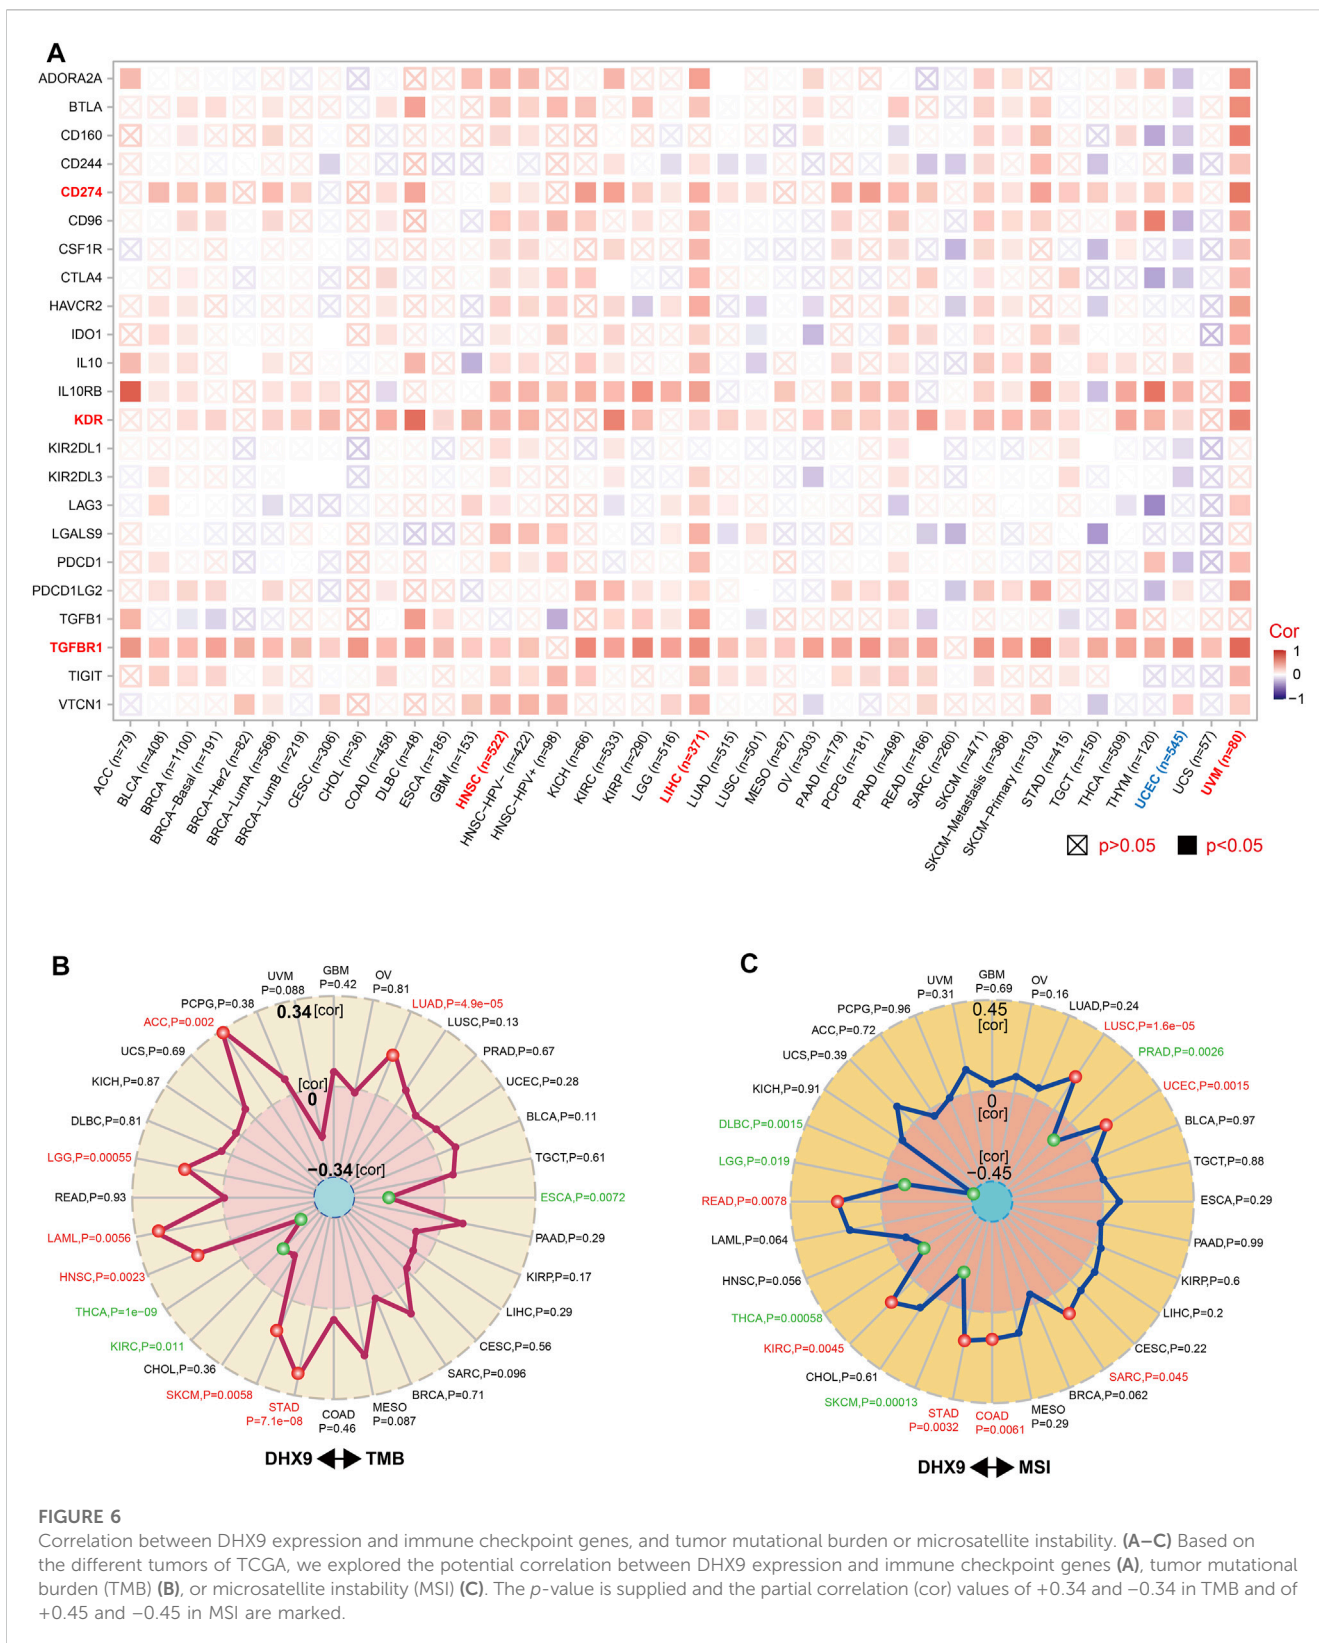 A
ADORA2A
BTLA
CD160
CD244
CD274
CD96
CSF1R
CTLA4
HAVCR2
IDO1
IL10
IL10RB
KDR
KIR2DL1
KIR2DL3
LAG3
LGALS9
PDCD1
PDCD1LG2
TGFB1
TGFBR1
TIGIT
VTCN1
Cor
1
0
−1
ACC (n=79)
BLCA (n=408)
BRCA (n=1100)
BRCA−Basal (n=191)
BRCA−Her2 (n=82)
BRCA−LumA (n=568)
BRCA−LumB (n=219)
CESC (n=306)
CHOL (n=36)
COAD (n=458)
DLBC (n=48)
ESCA (n=185)
GBM (n=153)
HNSC (n=522)
HNSC−HPV− (n=422)
HNSC−HPV+ (n=98)
KICH (n=66)
KIRC (n=533)
KIRP (n=290)
LGG (n=516)
LIHC (n=371)
LUAD (n=515)
LUSC (n=501)
MESO (n=87)
OV (n=303)
PAAD (n=179)
PCPG (n=181)
PRAD (n=498)
READ (n=166)
SARC (n=260)
SKCM (n=471)
SKCM−Metastasis (n=368)
SKCM−Primary (n=103)
STAD (n=415)
TGCT (n=150)
THCA (n=509)
THYM (n=120)
UCEC (n=545)
UCS (n=57)
UVM (n=80)
p>0.05
p<0.05
B
GBM
P=0.42
OV
P=0.81
LUAD,P=4.9e−05
LUSC,P=0.13
PRAD,P=0.67
UCEC,P=0.28
BLCA,P=0.11
TGCT,P=0.61
ESCA,P=0.0072
PAAD,P=0.29
KIRP,P=0.17
LIHC,P=0.29
CESC,P=0.56
SARC,P=0.096
BRCA,P=0.71
MESO
P=0.087
COAD
P=0.46
STAD
P=7.1e−08
SKCM,P=0.0058
CHOL,P=0.36
KIRC,P=0.011
THCA,P=1e−09
HNSC,P=0.0023
LAML,P=0.0056
READ,P=0.93
LGG,P=0.00055
DLBC,P=0.81
KICH,P=0.87
UCS,P=0.69
ACC,P=0.002
PCPG,P=0.38
UVM
P=0.088
0.34 [cor]
[cor]
0
−0.34 [cor]
DHX9 TMB
C
GBM
P=0.69
OV
P=0.16
LUAD,P=0.24
LUSC,P=1.6e−05
PRAD,P=0.0026
UCEC,P=0.0015
BLCA,P=0.97
TGCT,P=0.88
ESCA,P=0.29
PAAD,P=0.99
KIRP,P=0.6
LIHC,P=0.2
CESC,P=0.22
SARC,P=0.045
BRCA,P=0.062
MESO
P=0.29
COAD
P=0.0061
STAD
P=0.0032
SKCM,P=0.00013
CHOL,P=0.61
KIRC,P=0.0045
THCA,P=0.00058
HNSC,P=0.056
LAML,P=0.064
READ,P=0.0078
LGG,P=0.019
DLBC,P=0.0015
KICH,P=0.91
UCS,P=0.39
ACC,P=0.72
PCPG,P=0.96
UVM
P=0.31
0.45
[cor]
0
[cor]
[cor]
−0.45
DHX9 MSI
FIGURE 6
Correlation between DHX9 expression and immune checkpoint genes, and tumor mutational burden or microsatellite instability. (A–C) Based on
the different tumors of TCGA, we explored the potential correlation between DHX9 expression and immune checkpoint genes (A), tumor mutational
burden (TMB) (B), or microsatellite instability (MSI) (C). The p-value is supplied and the partial correlation (cor) values of +0.34 and −0.34 in TMB and of
+0.45 and −0.45 in MSI are marked.